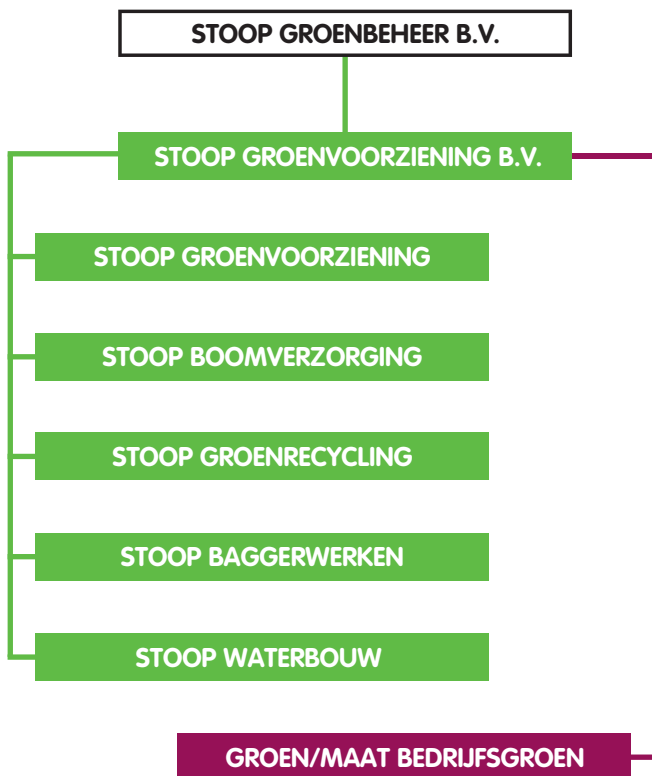 STOOP GROENBEHEER B.V.
STOOP GROENVOORZIENING B.V.
STOOP GROENVOORZIENING
STOOP BOOMVERZORGING
STOOP GROENRECYCLING
STOOP BAGGERWERKEN
STOOP WATERBOUW
GROEN/MAAT BEDRIJFSGROEN